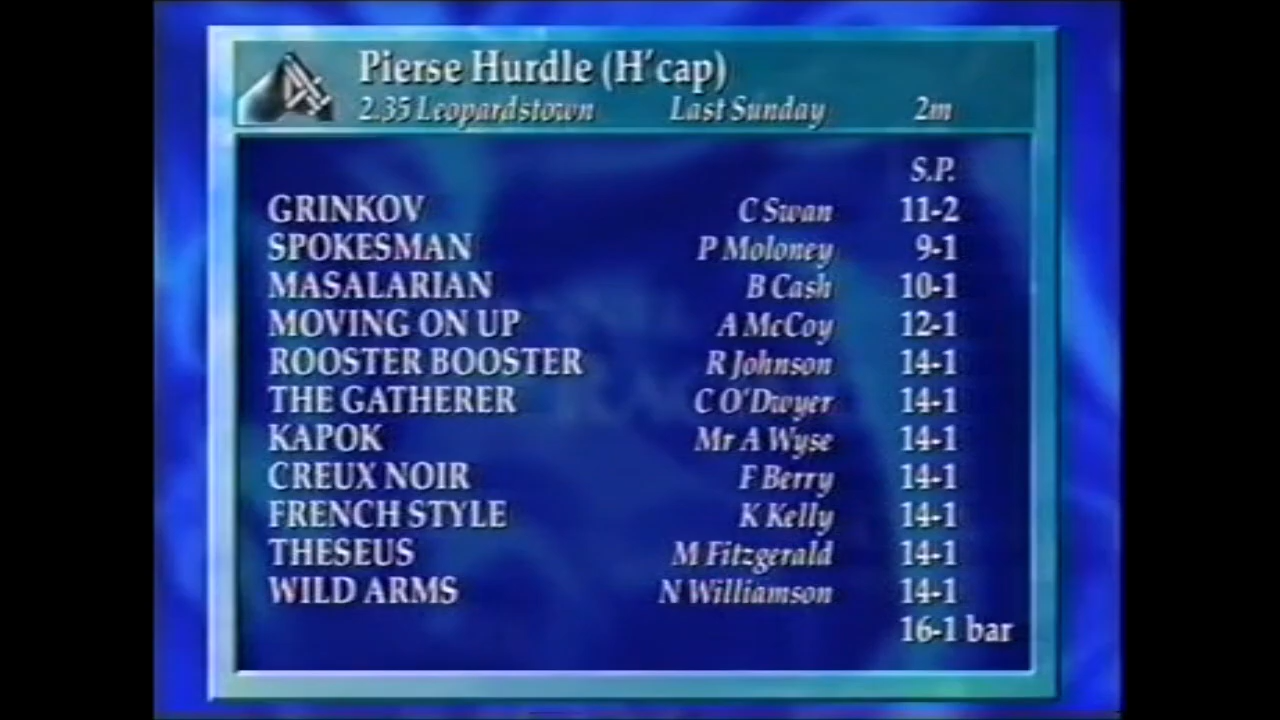 Pierse Hurdle (H'cap)
2.35 Leopardstown Last Sunday 2m
S.P.
GRINKOV C Swan 11-2
SPOKESMAN P Moloney 9-1
MASALARIAN B Cash 10-1
MOVING ON UP A McCoy 12-1
ROOSTER BOOSTER R Johnson 14-1
THE GATHERER C O'Dwyer 14-1
KAPOK Mr A Wyse 14-1
CREUX NOIR F Berry 14-1
FRENCH STYLE K Kelly 14-1
THESEUS M Fitzgerald 14-1
WILD ARMS N Williamson 14-1
16-1 bar